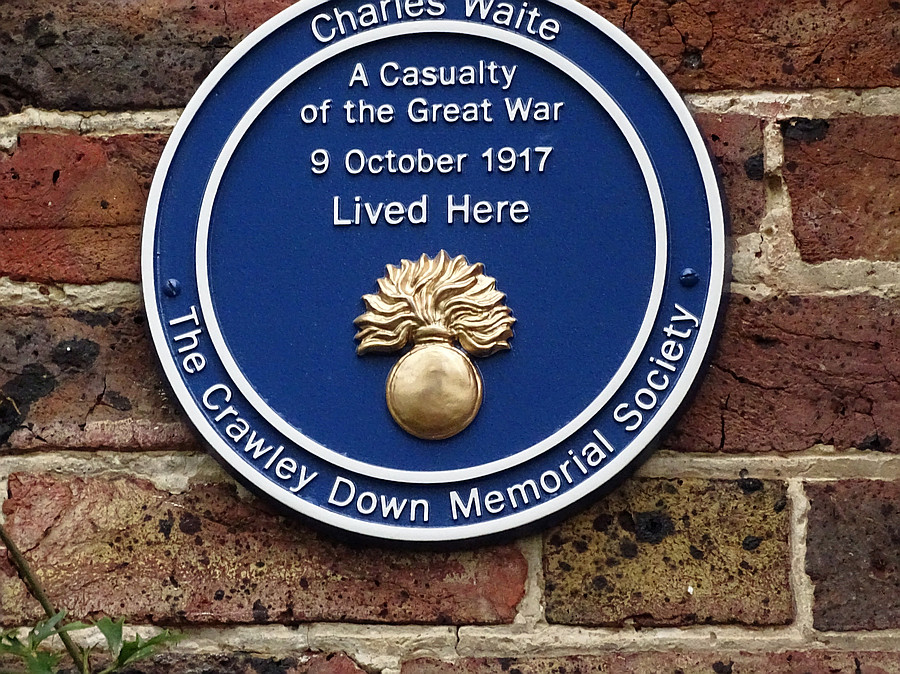 Charles Waite
A Casualty
of the Great War
9 October 1917
Lived Here
The Crawley Down Memorial Society